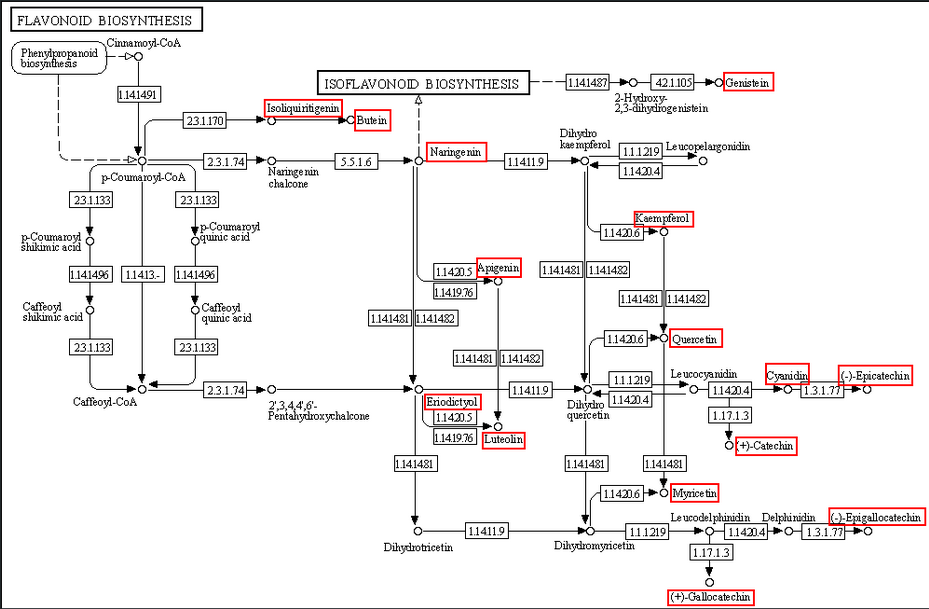 FLAVONOID BIOSYNTHESIS
Phenylpropanoid
biosynthesis
Cinnamoyl-CoA
1.14.14.91
ISOFLAVONOID BIOSYNTHESIS
1.14.14.87
4.2.1.105
Genistein
2-Hydroxy-
2,3-dihydrogenistein
Isoliquiritigenin
2.3.1.170
Butein
p-Coumaroyl-CoA
2.3.1.74
Naringenin
chalcone
5.5.1.6
Naringenin
1.14.11.9
Dihydro
kaempferol
1.1.1.219
1.14.20.4
Leucopelargonidin
2.3.1.133
2.3.1.133
p-Coumaroyl
shikimic acid
p-Coumaroyl
quinic acid
Kaempferol
1.14.20.6
1.14.14.96
1.14.13.-
1.14.14.96
1.14.20.5
1.14.19.76
Apigenin
1.14.14.81
1.14.14.82
Caffeoyl
shikimic acid
Caffeoyl
quinic acid
1.14.14.81
1.14.14.82
1.14.14.81
1.14.14.82
2.3.1.133
2.3.1.133
1.14.14.81
1.14.14.82
1.14.20.6
Quercetin
Caffeoyl-CoA
2.3.1.74
2',3,4,4',6'-
Pentahydroxychalcone
Eriodictyol
1.14.11.9
Dihydro
quercetin
1.1.1.219
1.14.20.4
Leucocyanidin
1.14.20.4
Cyanidin
1.3.1.77
(-)-Epicatechin
1.14.20.5
1.14.19.76
Luteolin
1.17.1.3
(+)-Catechin
1.14.14.81
1.14.14.81
1.14.14.81
1.14.20.6
Myricetin
Dihydrotricetin
1.14.11.9
Dihydromyricetin
1.1.1.219
Leucodelphinidin
1.14.20.4
Delphinidin
1.3.1.77
(-)-Epigallocatechin
1.17.1.3
(+)-Gallocatechin